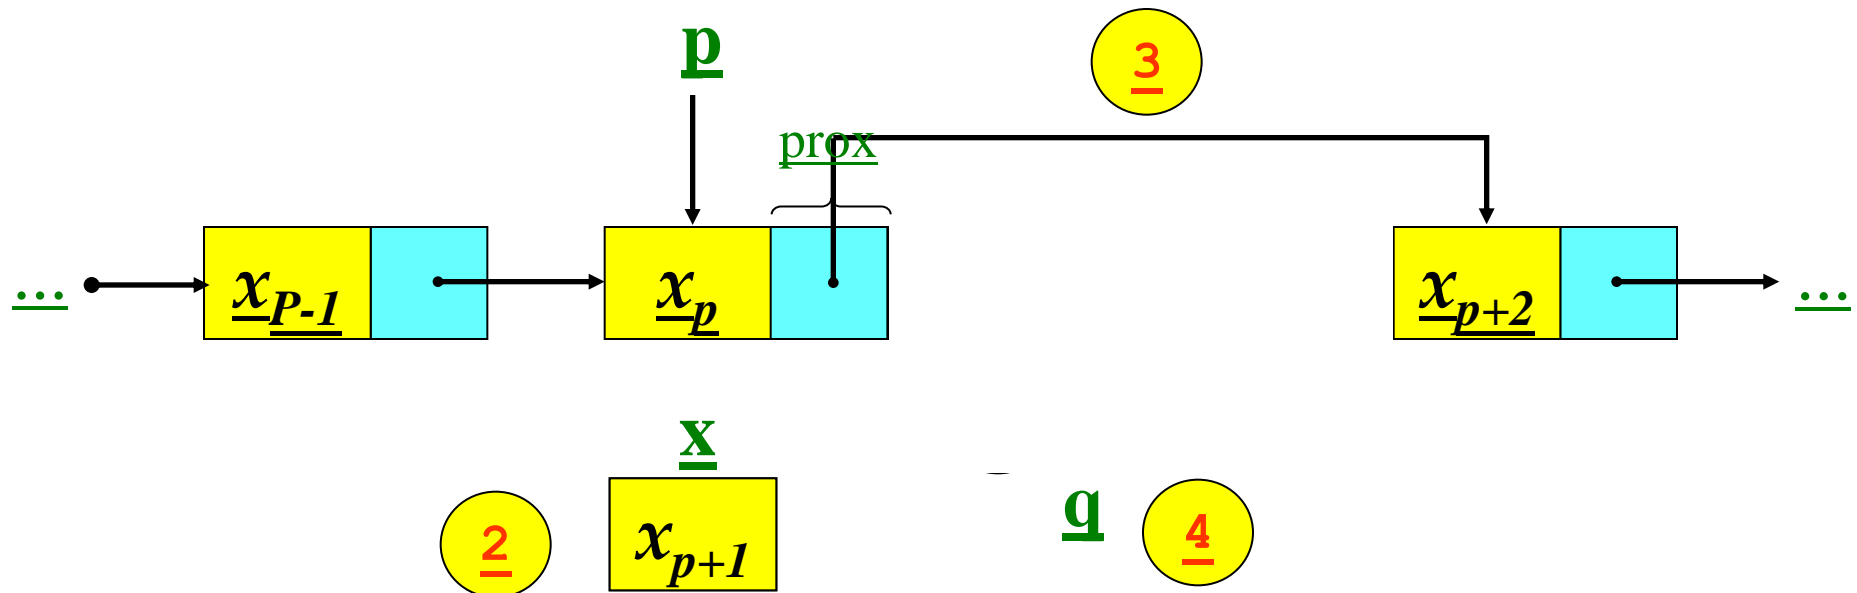 p
3
prox
... x_{P-1} x_p x_{p+2} ...
x
2 x_{p+1} q 4